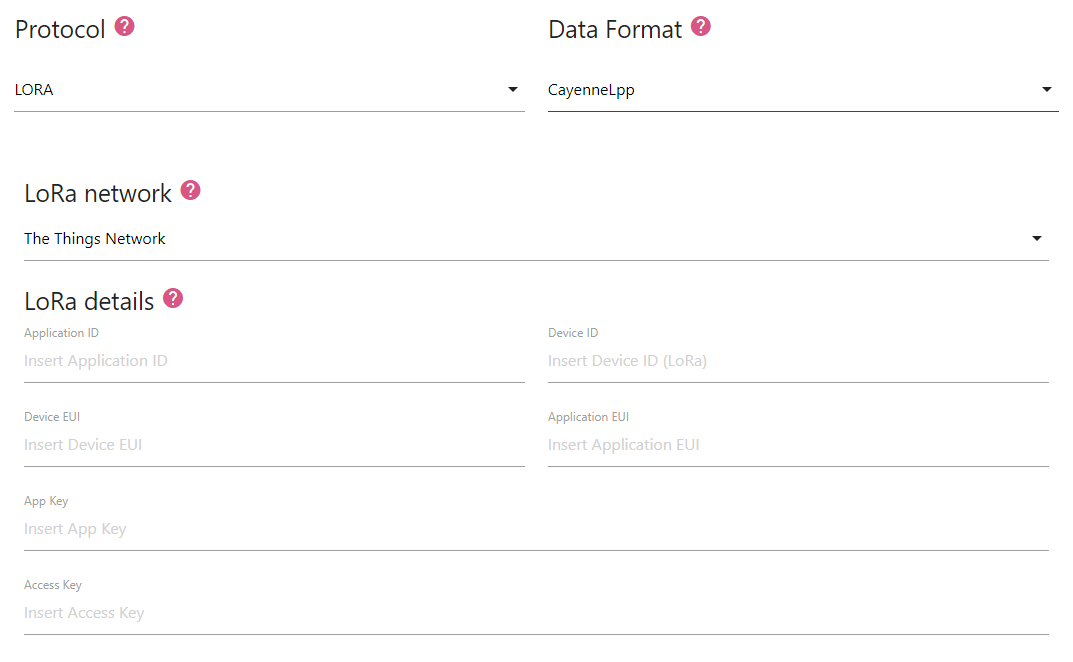 Protocol ?
Data Format ?
LORA
CayenneLpp
LoRa network ?
The Things Network
LoRa details ?
Application ID
Device ID
Insert Application ID
Insert Device ID (LoRa)
Device EUI
Application EUI
Insert Device EUI
Insert Application EUI
App Key
Insert App Key
Access Key
Insert Access Key